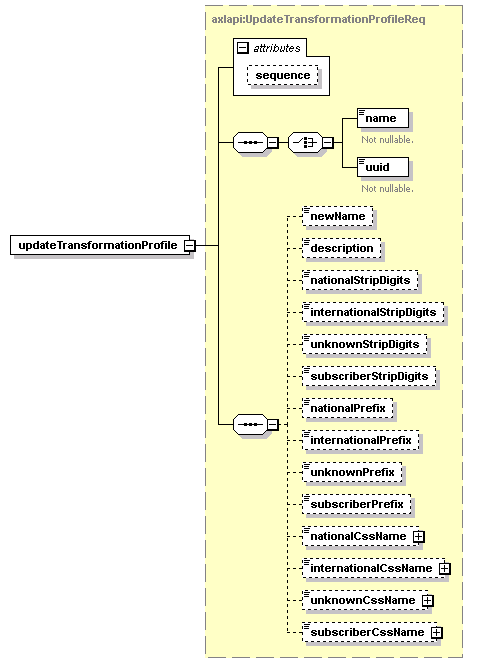 axlapi:UpdateTransformationProfileReq
attributes
sequence
name
Not nullable.
uuid
Not nullable.
updateTransformationProfile
newName
description
nationalStripDigits
internationalStripDigits
unknownStripDigits
subscriberStripDigits
nationalPrefix
internationalPrefix
unknownPrefix
subscriberPrefix
nationalCssName
internationalCssName
unknownCssName
subscriberCssName